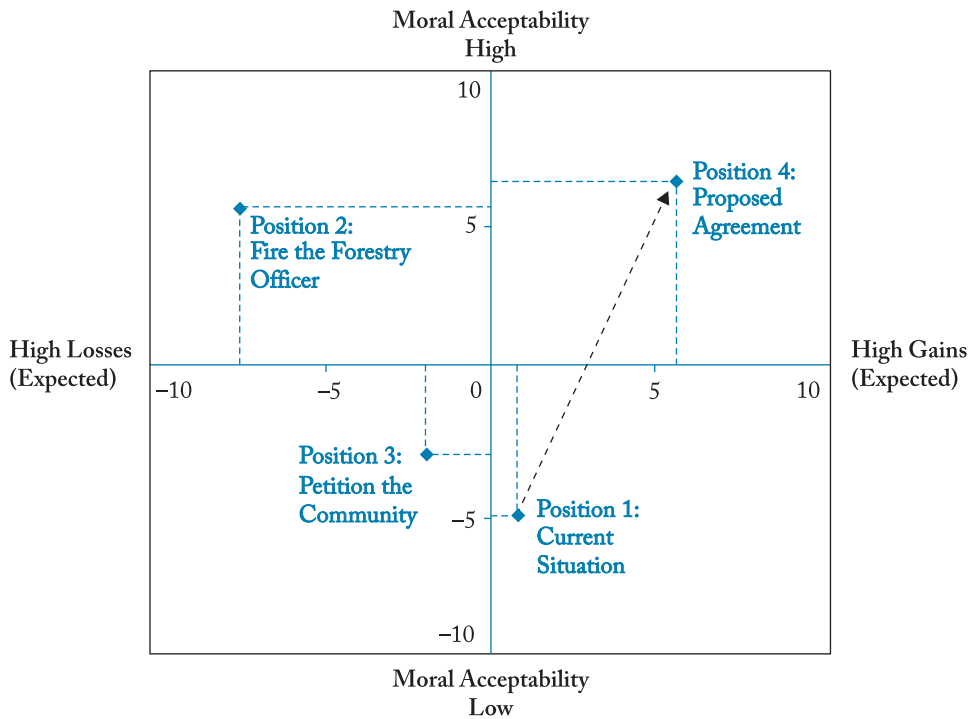 Moral Acceptability
High
10
Position 4:
Proposed
Agreement
Position 2:
Fire the Forestry
Officer
5
High Losses
(Expected)
High Gains
(Expected)
–10
–5
0
5
10
Position 3:
Petition the
Community
–5
Position 1:
Current
Situation
–10
Moral Acceptability
Low